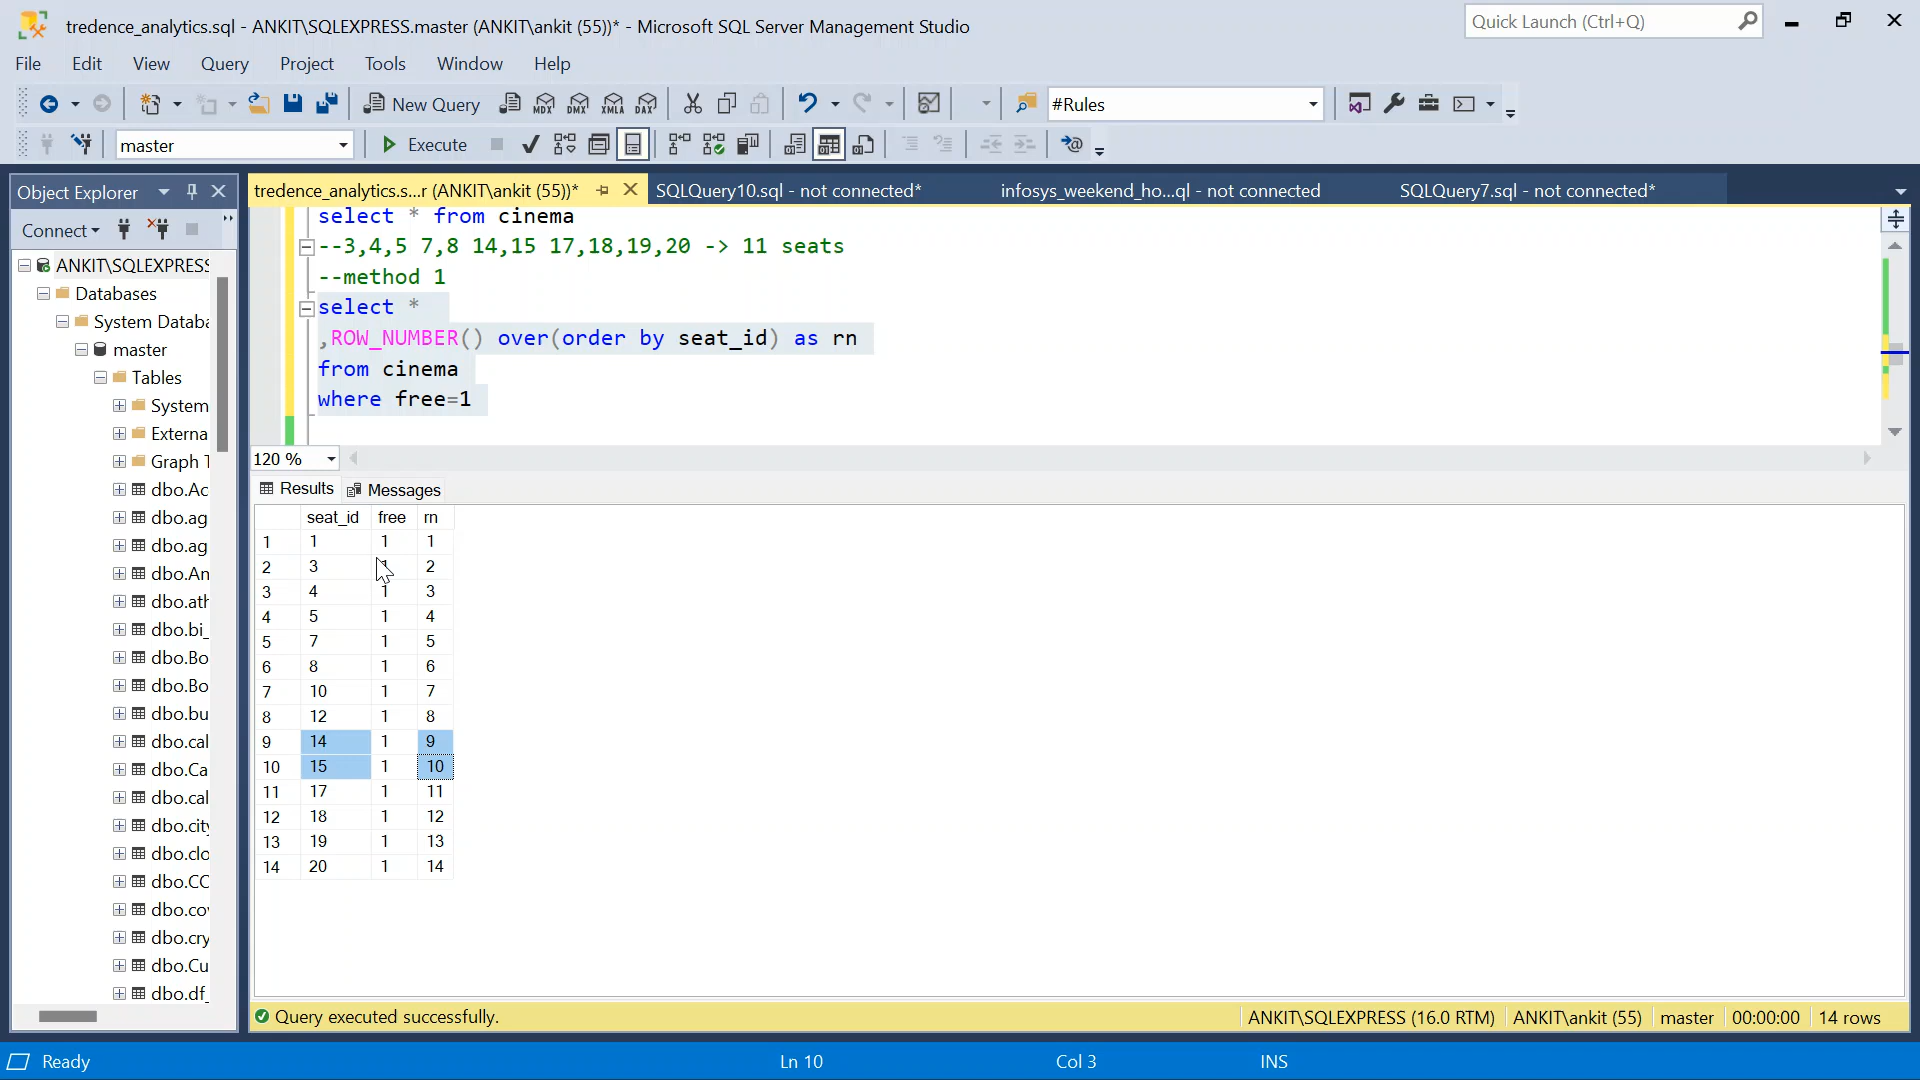 tredence_analytics.sql - ANKIT\SQLEXPRESS.master (ANKIT\ankit (55))* - Microsoft SQL Server Management Studio
Quick Launch (Ctrl+Q)
File Edit View Query Project Tools Window Help
New Query MDX DMX XMLA DAX #Rules
master Execute
Object Explorer
tredence_analytics.s...r (ANKIT\ankit (55))* SQLQuery10.sql - not connected* infosys_weekend_ho...ql - not connected SQLQuery7.sql - not connected*
Connect
ANKIT\SQLEXPRESS
Databases
System Databa
master
Tables
System
Externa
Graph T
dbo.Ac
dbo.ag
dbo.ag
dbo.An
dbo.ath
dbo.bi_
dbo.Bo
dbo.Bo
dbo.bu
dbo.cal
dbo.Ca
dbo.cal
dbo.city
dbo.clo
dbo.CC
dbo.cov
dbo.cry
dbo.Cu
dbo.df_
select * from cinema
--3,4,5 7,8 14,15 17,18,19,20 -> 11 seats
--method 1
select *
,ROW_NUMBER() over(order by seat_id) as rn
from cinema
where free=1
120 %
Results Messages
seat_id free rn
1 1 1 1
2 3 1 2
3 4 1 3
4 5 1 4
5 7 1 5
6 8 1 6
7 10 1 7
8 12 1 8
9 14 1 9
10 15 1 10
11 17 1 11
12 18 1 12
13 19 1 13
14 20 1 14
Query executed successfully. ANKIT\SQLEXPRESS (16.0 RTM) ANKIT\ankit (55) master 00:00:00 14 rows
Ready Ln 10 Col 3 INS